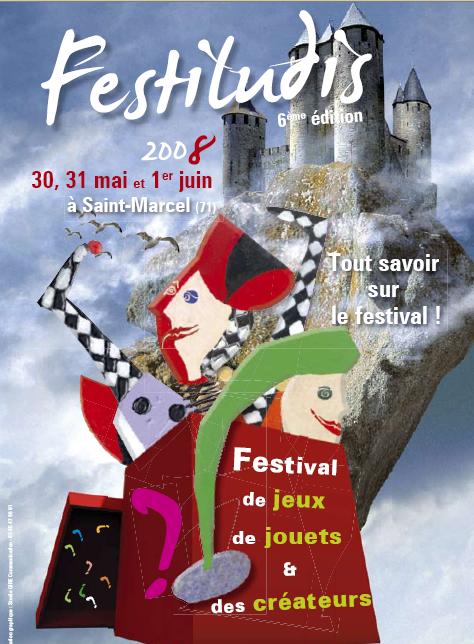 Festiludis
6ème édition
2008
30, 31 mai et 1er juin
à Saint-Marcel (71)
Tout savoir
sur
le festival !
Festival
de jeux
de jouets
&
des créateurs